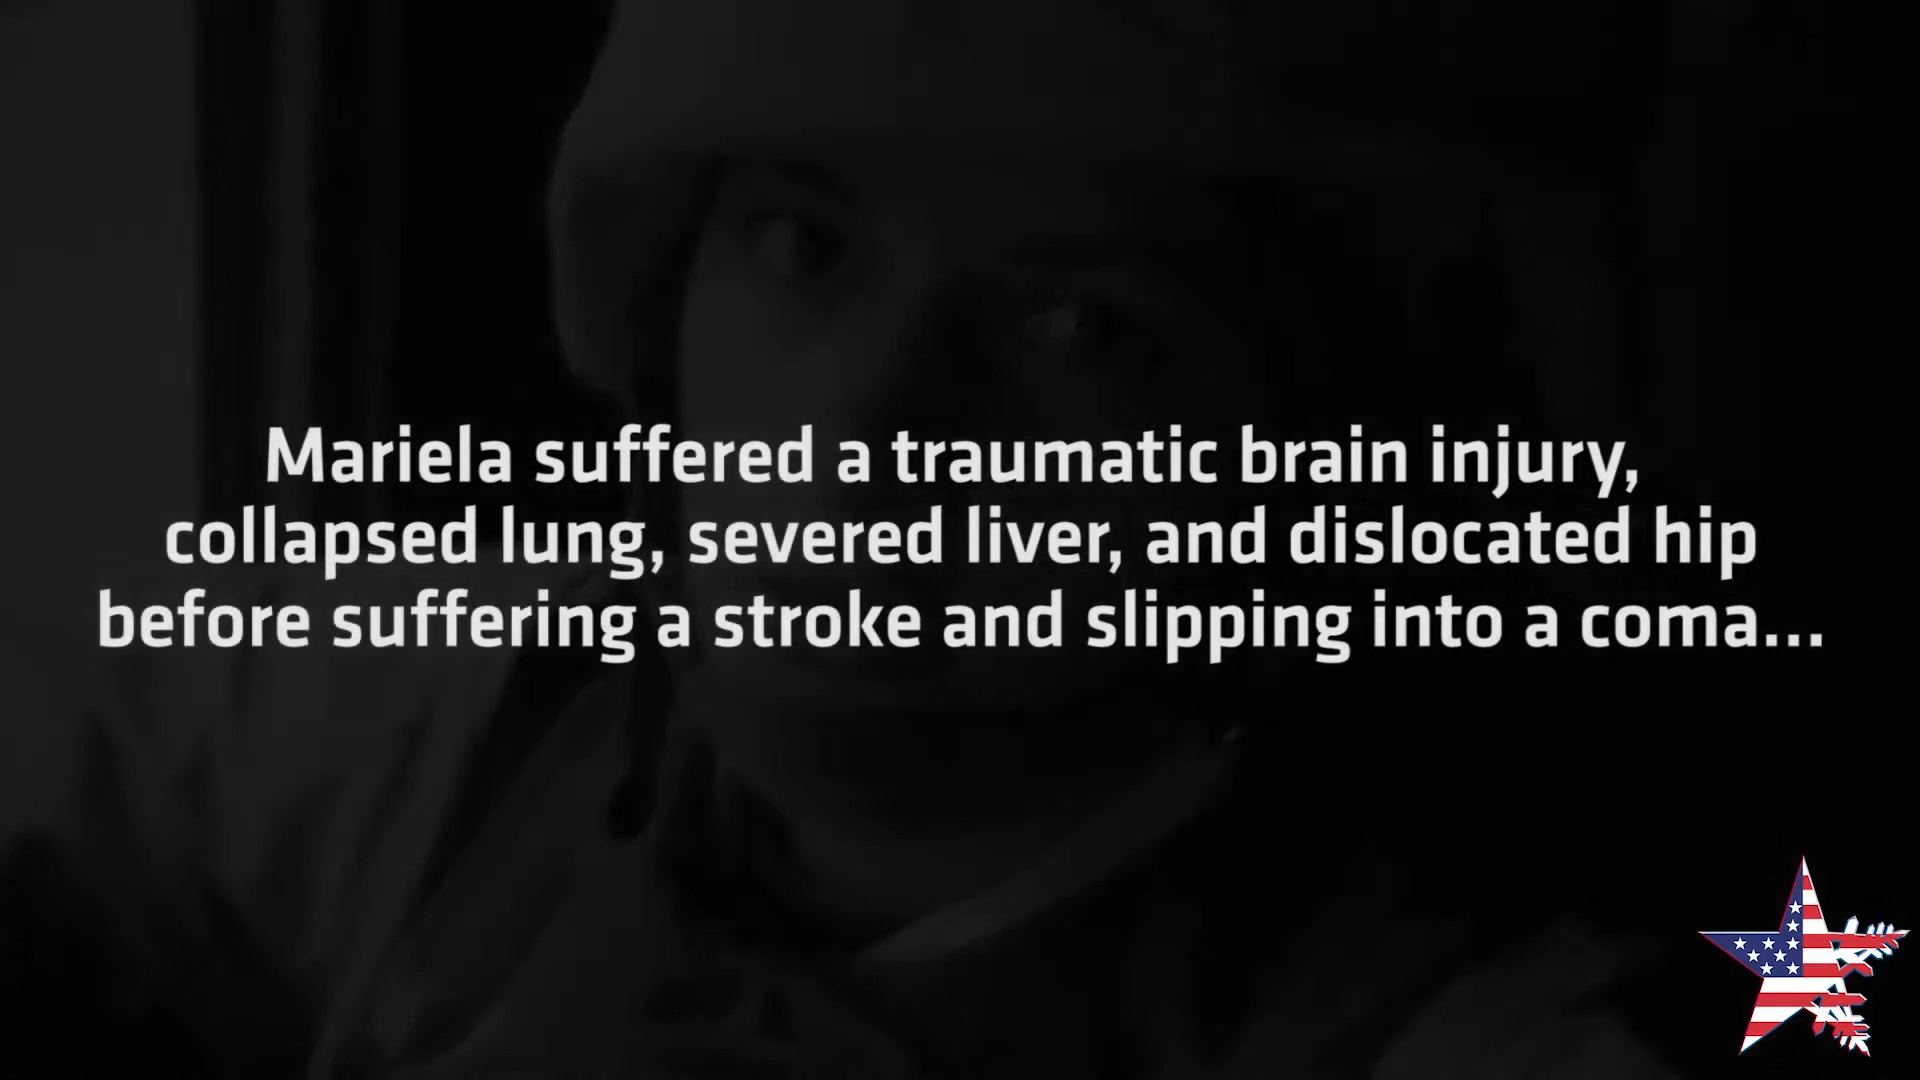 Mariela suffered a traumatic brain injury,
collapsed lung, severed liver, and dislocated hip
before suffering a stroke and slipping into a coma...